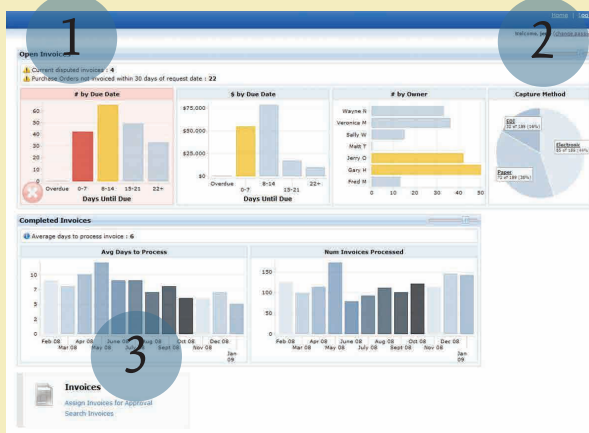 1
2
3
Home |
Welcome,
Open Invoices
Current disputed invoices : 4
Purchase Orders not invoiced within 30 days of request date : 22
# by Due Date
60
50
40
30
20
10
0
Overdue 0-7 8-14 15-21 22+
Days Until Due
$ by Due Date
$75,000
$50,000
$25,000
$0
Overdue 0-7 8-14 15-21 22+
Days Until Due
# by Owner
Wayne R
Veronica M
Sally W
Matt T
Jerry O
Gary H
Fred M
0 10 20 30 40 50
Capture Method
EDI
Electronic
Paper
Completed Invoices
Average days to process invoice : 6
Avg Days to Process
10
7
5
2
0
Feb 08 Mar 08 Apr 08 May 08 June 08 July 08 Aug 08 Sept 08 Oct 08 Nov 08 Dec 08 Jan 09
Num Invoices Processed
150
100
50
0
Feb 08 Mar 08 Apr 08 May 08 June 08 July 08 Aug 08 Sept 08 Oct 08 Nov 08 Dec 08 Jan 09
Invoices
Assign Invoices for Approval
Search Invoices